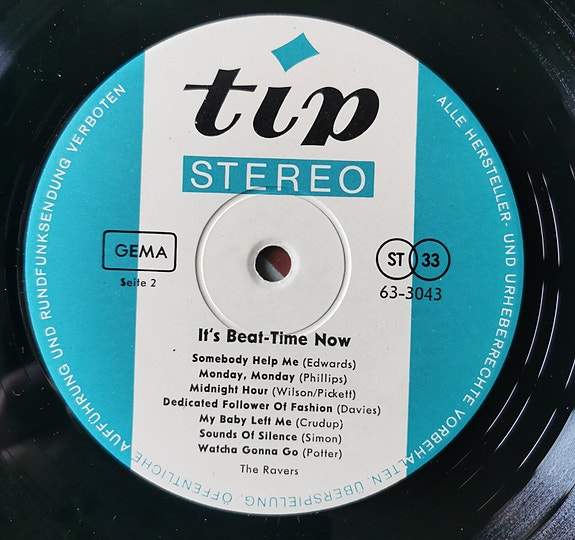 tip
STEREO
GEMA
Seite 2
ST 33
63-3043
It's Beat-Time Now
Somebody Help Me (Edwards)
Monday, Monday (Phillips)
Midnight Hour (Wilson/Pickett)
Dedicated Follower Of Fashion (Davies)
My Baby Left Me (Crudup)
Sounds Of Silence (Simon)
Watcha Gonna Go (Potter)
The Ravers
ALLE HERSTELLER- UND URHEBERRECHTE VORBEHALTEN. ÜBERSPIELUNG, ÖFFENTLICHE AUFFÜHRUNG UND RUNDFUNKSENDUNG VERBOTEN